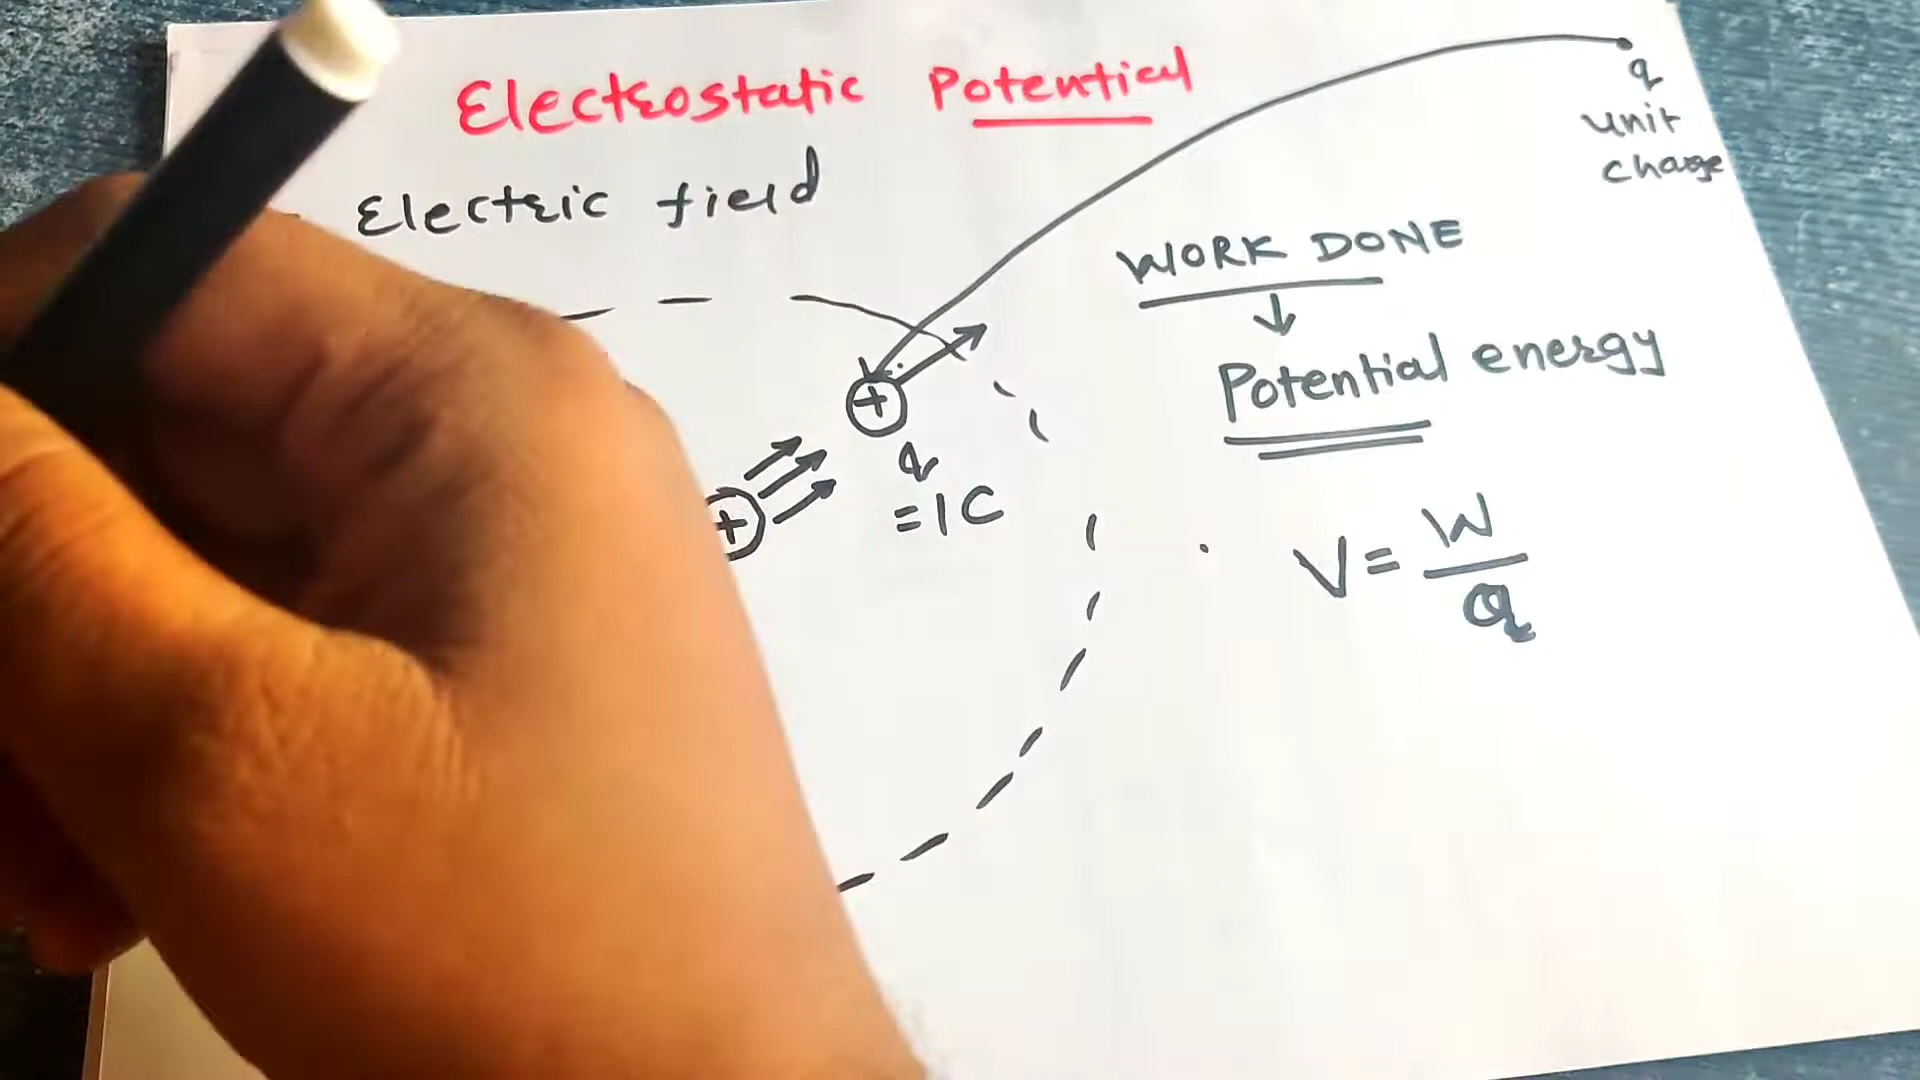 Electrostatic Potential
q
unit
charge
Electric field
WORK DONE
↓
Potential energy
+
q
=1C
+
V = W
Q